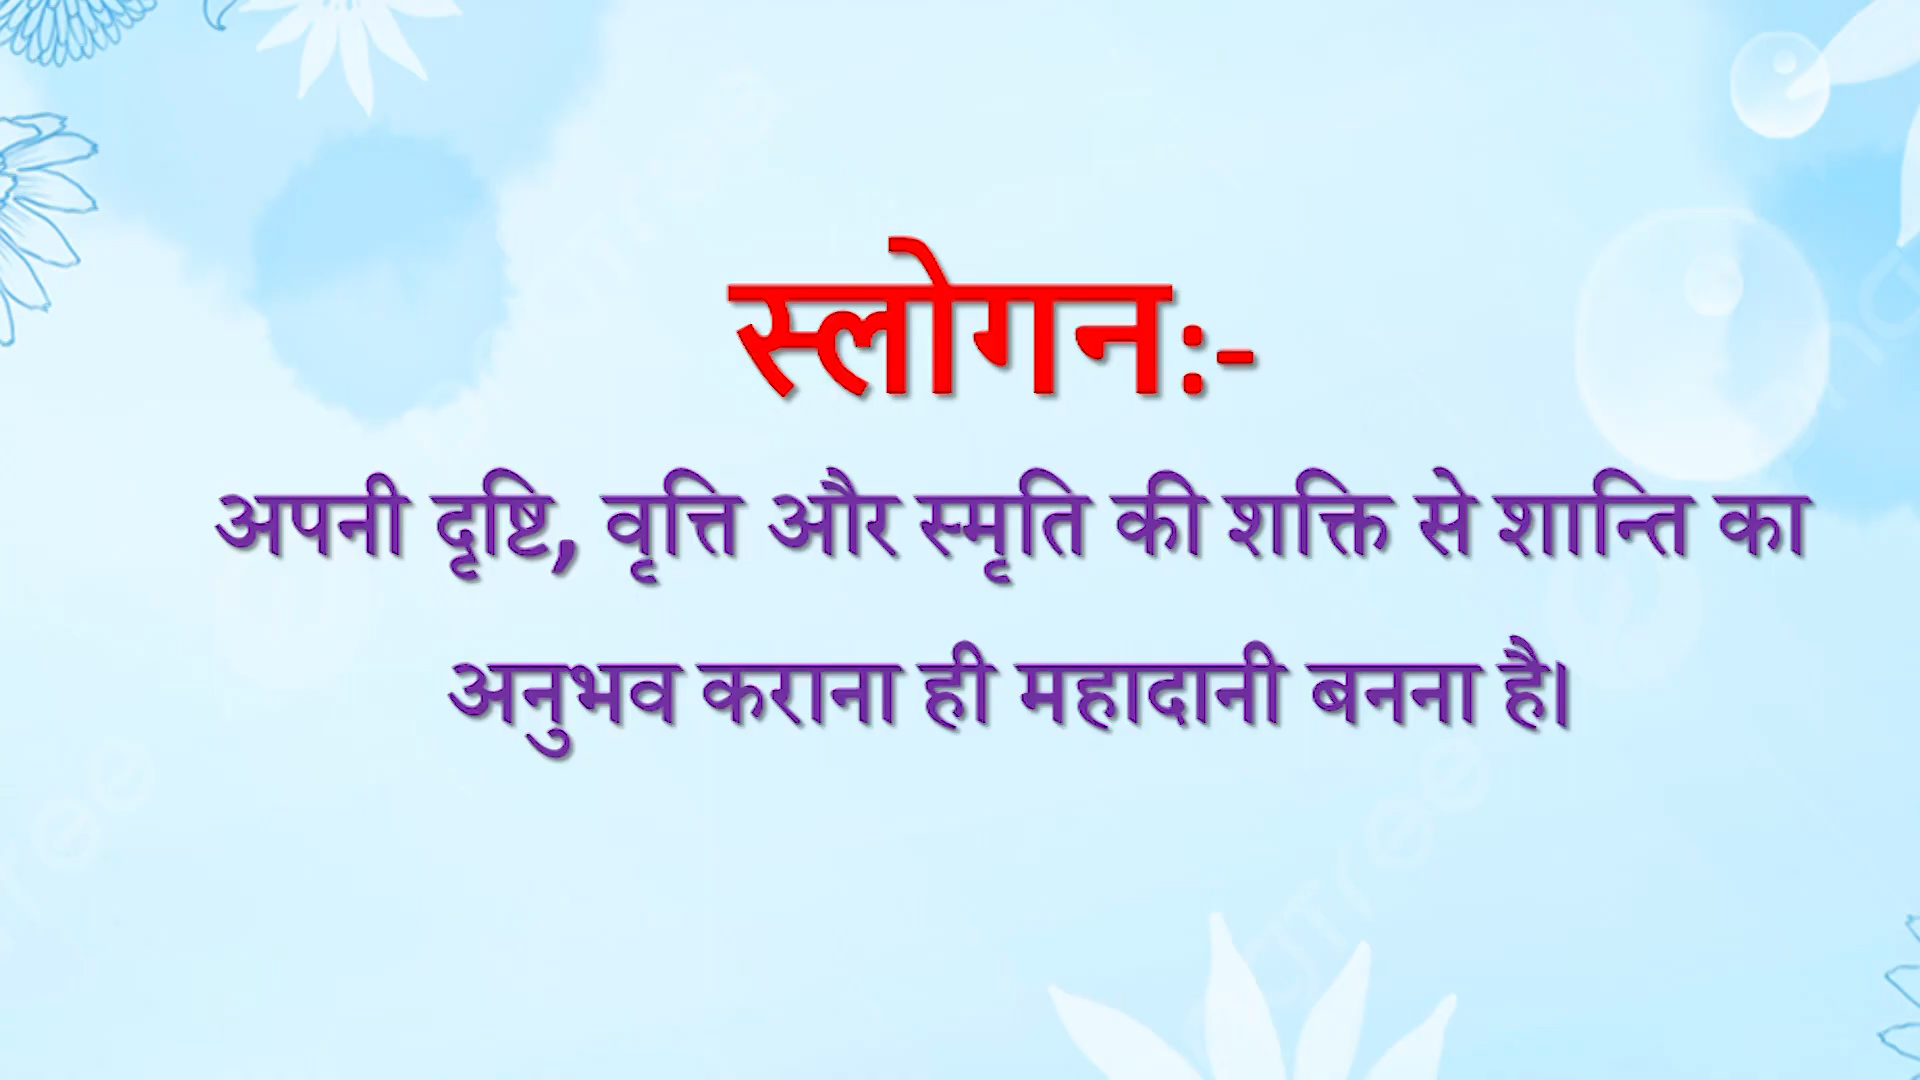 स्लोगन:-
अपनी दृष्टि, वृत्ति और स्मृति की शक्ति से शान्ति का
अनुभव कराना ही महादानी बनना है।